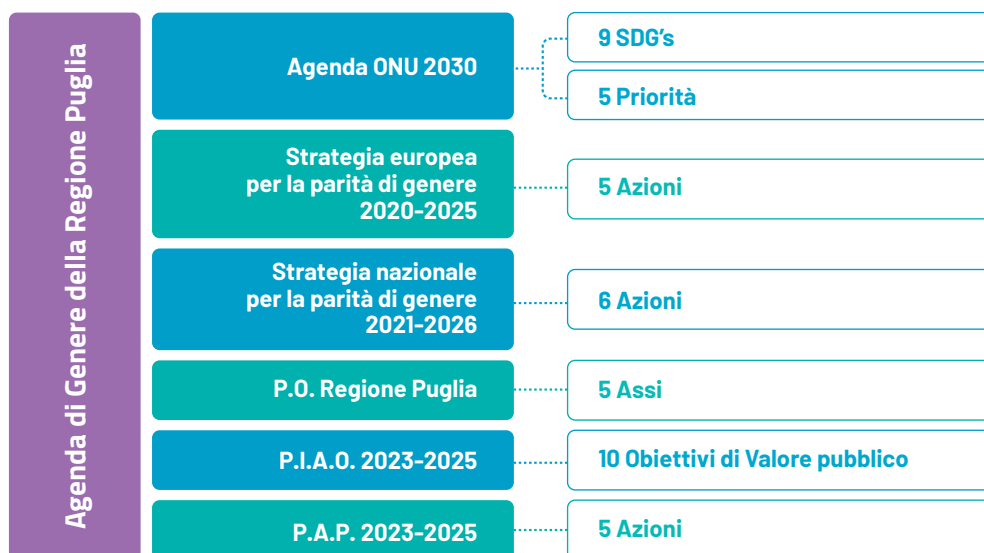 Agenda di Genere della Regione Puglia
Agenda ONU 2030
9 SDG's
5 Priorità
Strategia europea
per la parità di genere
2020-2025
5 Azioni
Strategia nazionale
per la parità di genere
2021-2026
6 Azioni
P.O. Regione Puglia
5 Assi
P.I.A.O. 2023-2025
10 Obiettivi di Valore pubblico
P.A.P. 2023-2025
5 Azioni